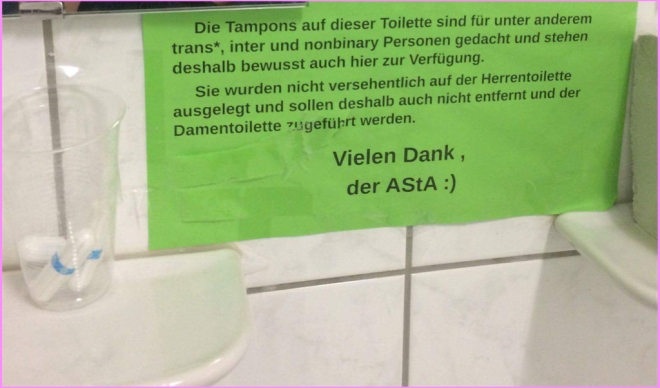 Die Tampons auf dieser Toilette sind für unter anderem
trans*, inter und nonbinary Personen gedacht und stehen
deshalb bewusst auch hier zur Verfügung.
Sie wurden nicht versehentlich auf der Herrentoilette
ausgelegt und sollen deshalb auch nicht entfernt und der
Damentoilette zugeführt werden.
Vielen Dank ,
der AStA :)